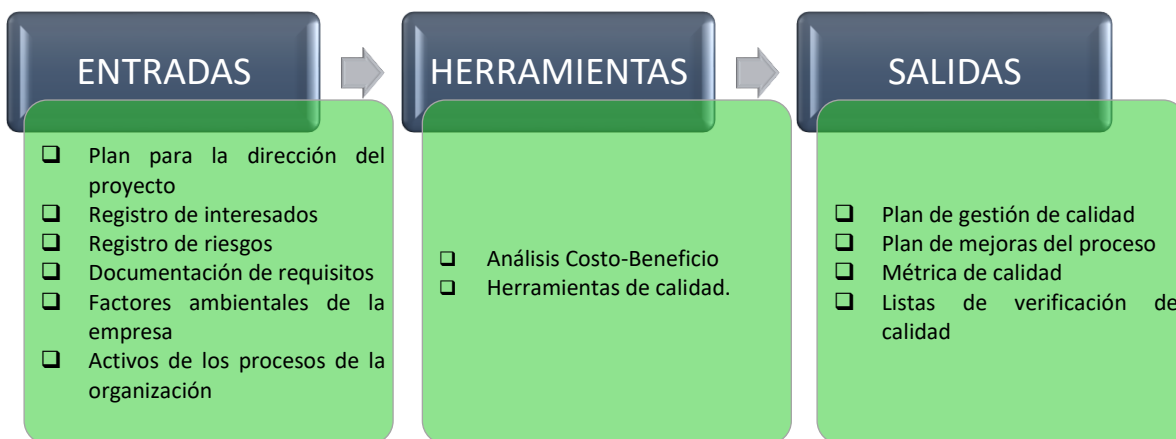 ENTRADAS
❑ Plan para la dirección del
proyecto
❑ Registro de interesados
❑ Registro de riesgos
❑ Documentación de requisitos
❑ Factores ambientales de la
empresa
❑ Activos de los procesos de la
organización
HERRAMIENTAS
❑ Análisis Costo-Beneficio
❑ Herramientas de calidad.
SALIDAS
❑ Plan de gestión de calidad
❑ Plan de mejoras del proceso
❑ Métrica de calidad
❑ Listas de verificación de
calidad